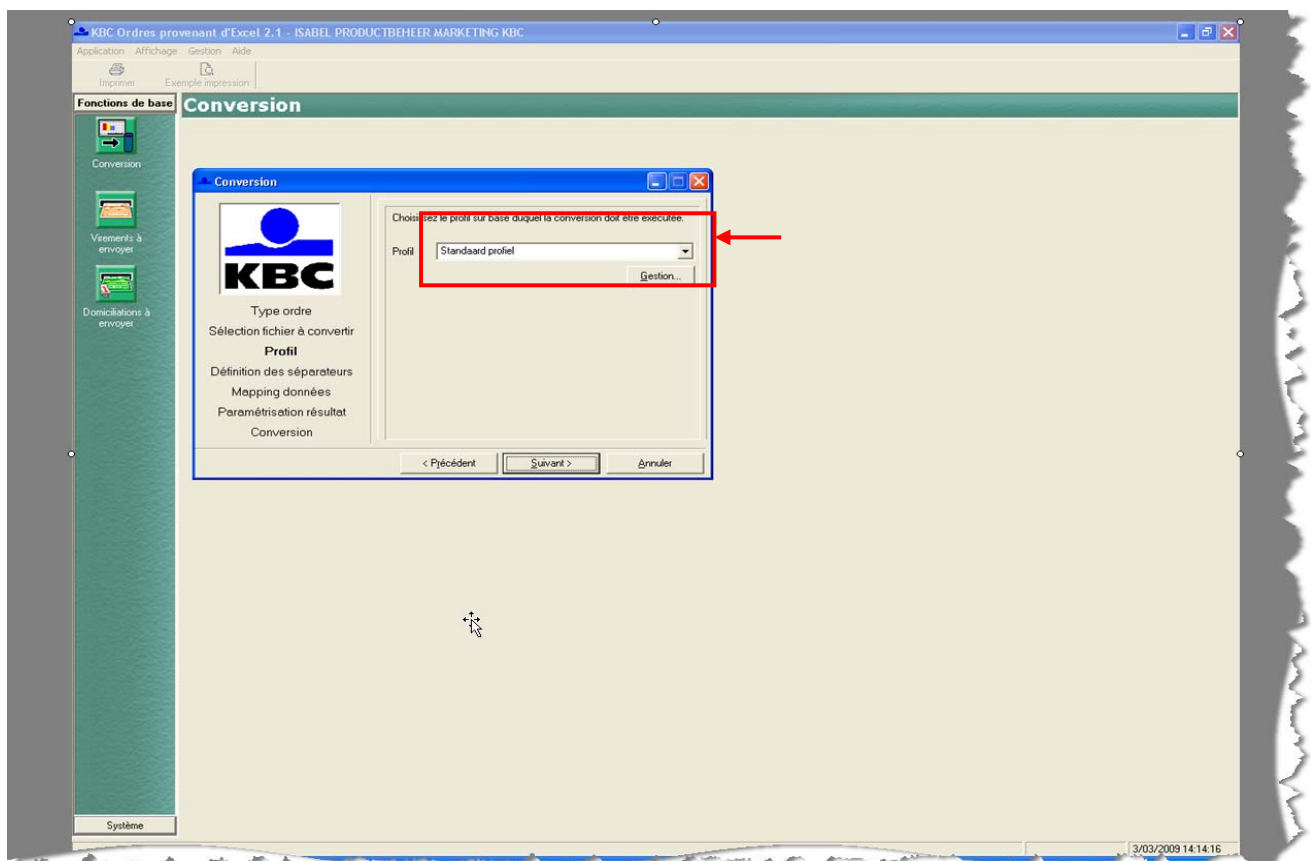 KBC Ordres provenant d'Excel 2.1 - ISABEL PRODUCTBEHEER MARKETING KBC
Application Affichage Gestion Aide
Imprimer Exemple impression
Fonctions de base
Conversion
Conversion
Virements à
envoyer
Domiciliations à
envoyer
Système
Conversion
KBC
Type ordre
Sélection fichier à convertir
Profil
Définition des séparateurs
Mapping données
Paramétrisation résultat
Conversion
Choisissez le profil sur base duquel la conversion doit être exécutée.
Profil Standaard profiel
Gestion...
< Précédent Suivant > Annuler
3/03/2009 14:14:16